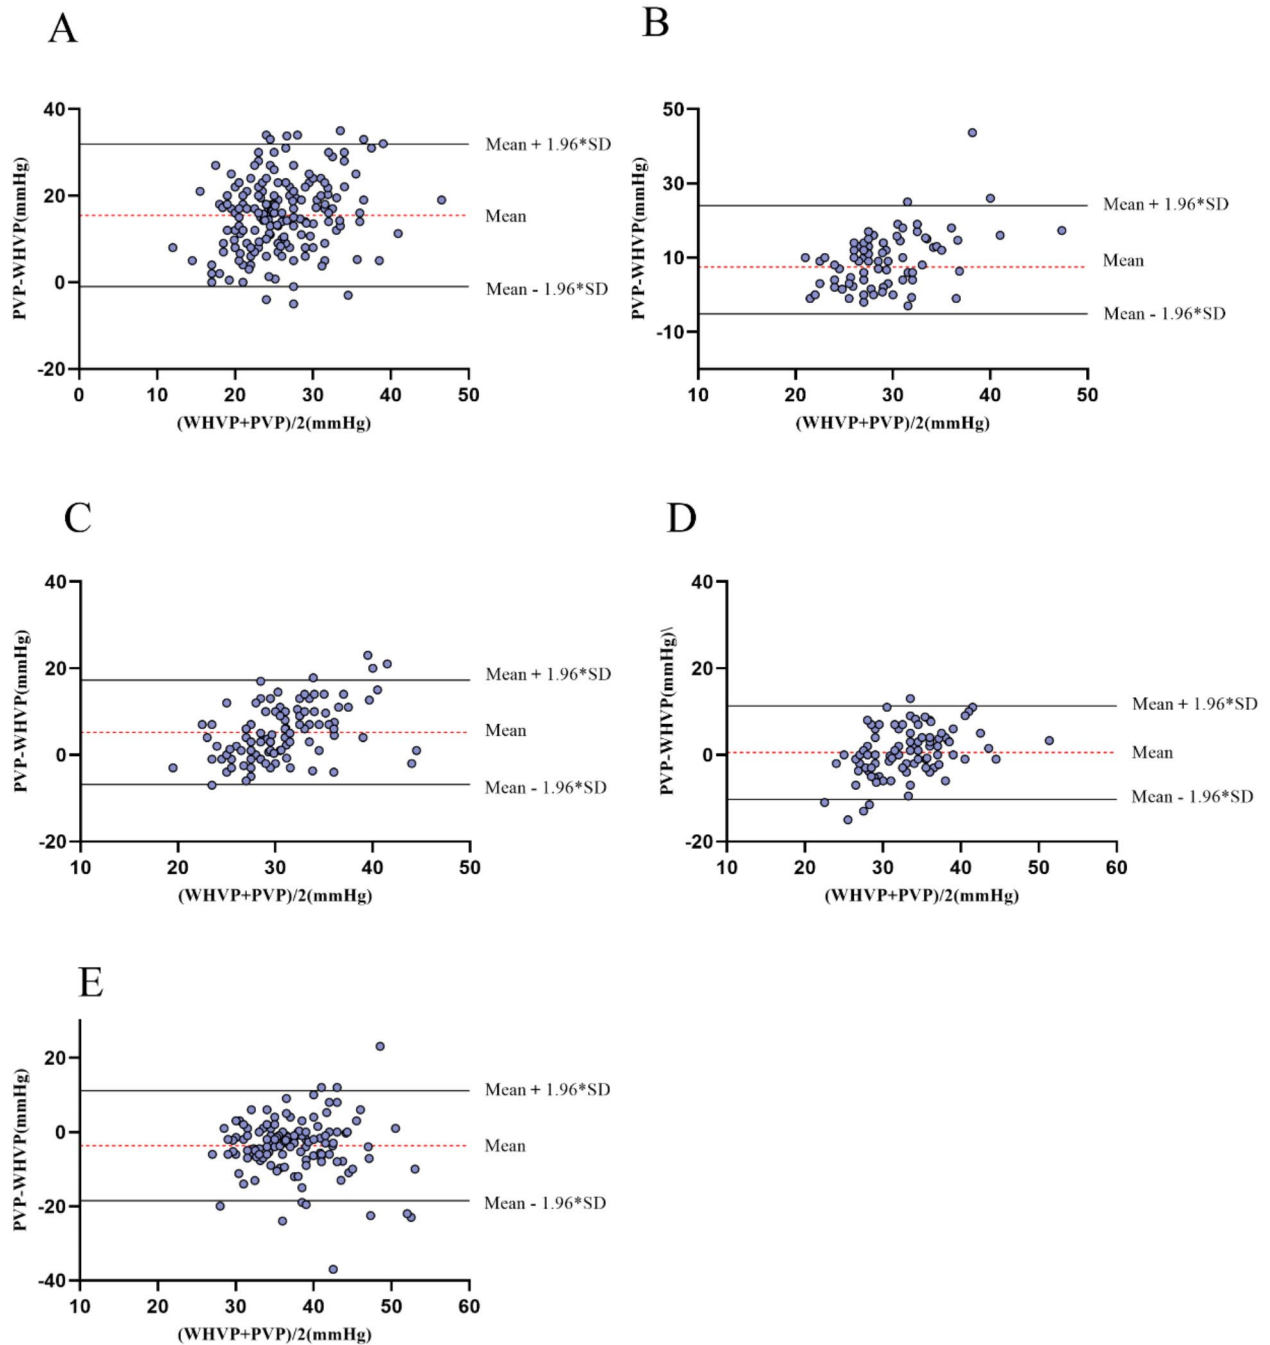 A
PVP-WHVP(mmHg)
40
20
0
-20
0 10 20 30 40 50
(WHVP+PVP)/2(mmHg)
Mean + 1.96*SD
Mean
Mean - 1.96*SD
B
PVP-WHVP(mmHg)
50
30
10
-10
10 20 30 40 50
(WHVP+PVP)/2(mmHg)
Mean + 1.96*SD
Mean
Mean - 1.96*SD
C
PVP-WHVP(mmHg)
40
20
0
-20
10 20 30 40 50
(WHVP+PVP)/2(mmHg)
Mean + 1.96*SD
Mean
Mean - 1.96*SD
D
PVP-WHVP(mmHg)\
40
20
0
-20
10 20 30 40 50 60
(WHVP+PVP)/2(mmHg)
Mean + 1.96*SD
Mean
Mean - 1.96*SD
E
PVP-WHVP(mmHg)
20
0
-20
-40
10 20 30 40 50 60
(WHVP+PVP)/2(mmHg)
Mean + 1.96*SD
Mean
Mean - 1.96*SD